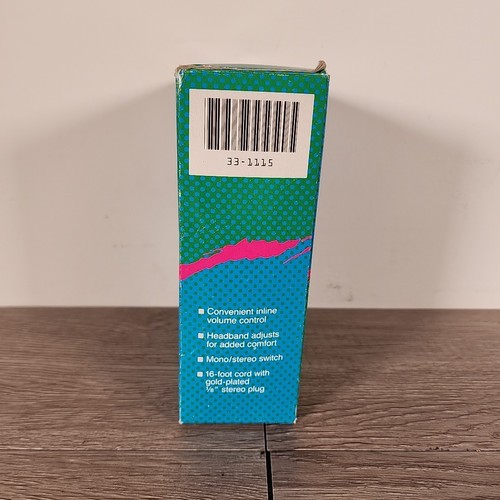 33-1115
Convenient inline
volume control
Headband adjusts
for added comfort
Mono/stereo switch
16-foot cord with
gold-plated
⅛" stereo plug